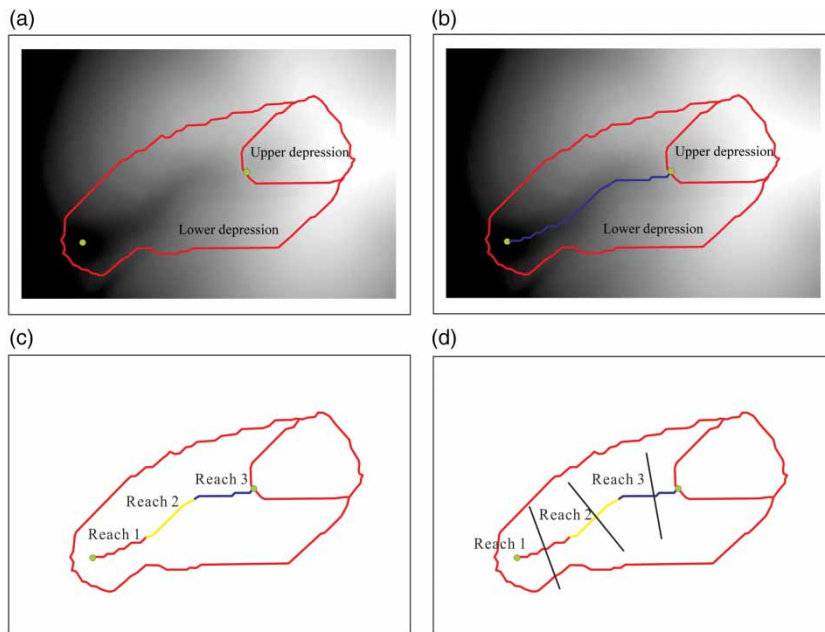 (a)
(b)
Upper depression
Lower depression
Upper depression
Lower depression
(c)
(d)
Reach 3
Reach 2
Reach 1
Reach 3
Reach 2
Reach 1